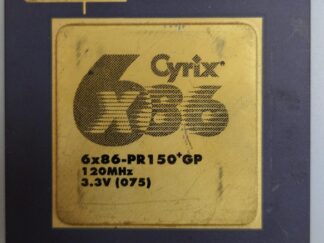 Cyrix
6x86
6x86-PR150+GP
120MHz
3.3V (075)